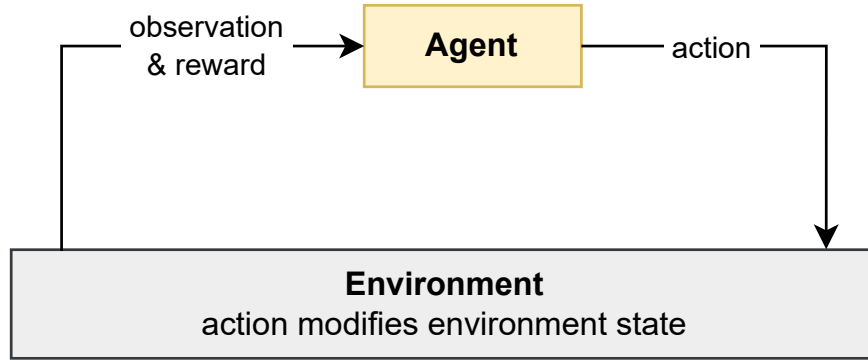 observation
& reward
Agent
action
Environment
action modifies environment state